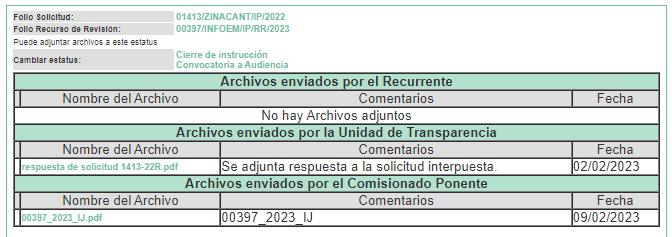 Folio Solicitud: 01413/ZINACANT/IP/2022
Folio Recurso de Revisión: 00397/INFOEM/IP/RR/2023
Puede adjuntar archivos a este estatus
Cambiar estatus: Cierre de instrucción
Convocatoria a Audiencia
Archivos enviados por el Recurrente
Nombre del Archivo Comentarios Fecha
No hay Archivos adjuntos
Archivos enviados por la Unidad de Transparencia
Nombre del Archivo Comentarios Fecha
respuesta de solicitud 1413-22R.pdf Se adjunta respuesta a la solicitud interpuesta. 02/02/2023
Archivos enviados por el Comisionado Ponente
Nombre del Archivo Comentarios Fecha
00397_2023_IJ.pdf 00397_2023_IJ 09/02/2023